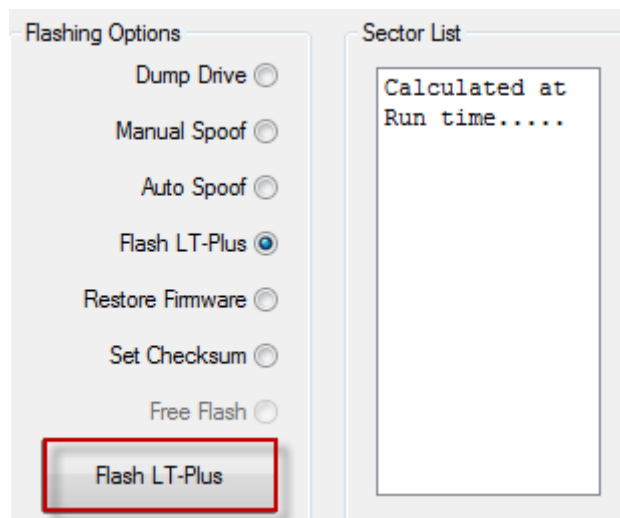 Flashing Options
Dump Drive
Manual Spoof
Auto Spoof
Flash LT-Plus
Restore Firmware
Set Checksum
Free Flash
Flash LT-Plus
Sector List
Calculated at
Run time.....